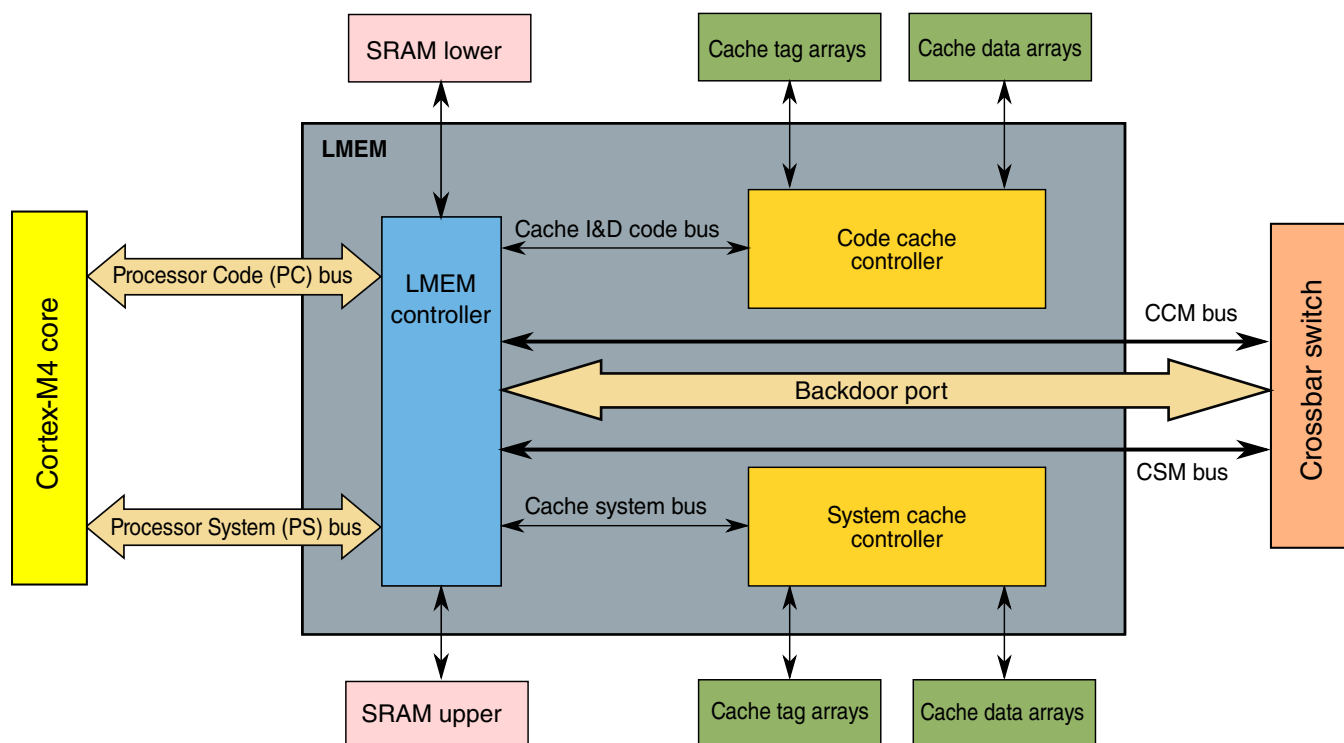 SRAM lower
Cache tag arrays
Cache data arrays
LMEM
Cortex-M4 core
Processor Code (PC) bus
LMEM
controller
Cache I&D code bus
Code cache
controller
CCM bus
Backdoor port
Crossbar switch
CSM bus
Processor System (PS) bus
Cache system bus
System cache
controller
SRAM upper
Cache tag arrays
Cache data arrays